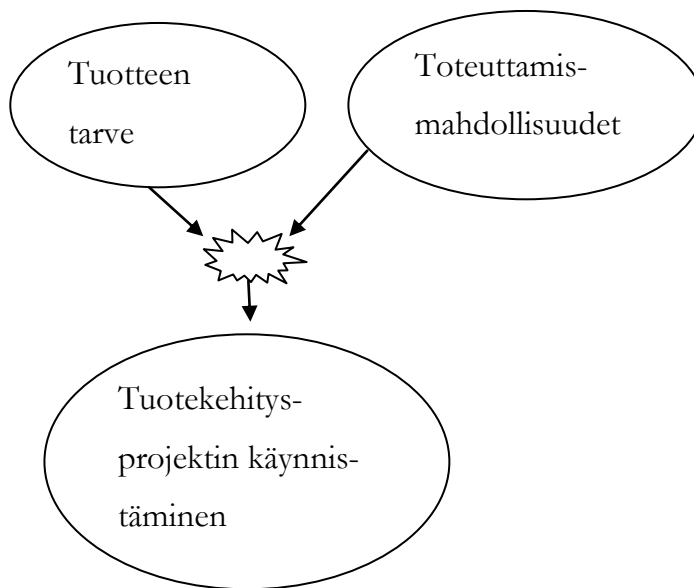 Tuotteen
tarve
Toteuttamis-
mahdollisuudet
Tuotekehitys-
projektin käynnis-
täminen